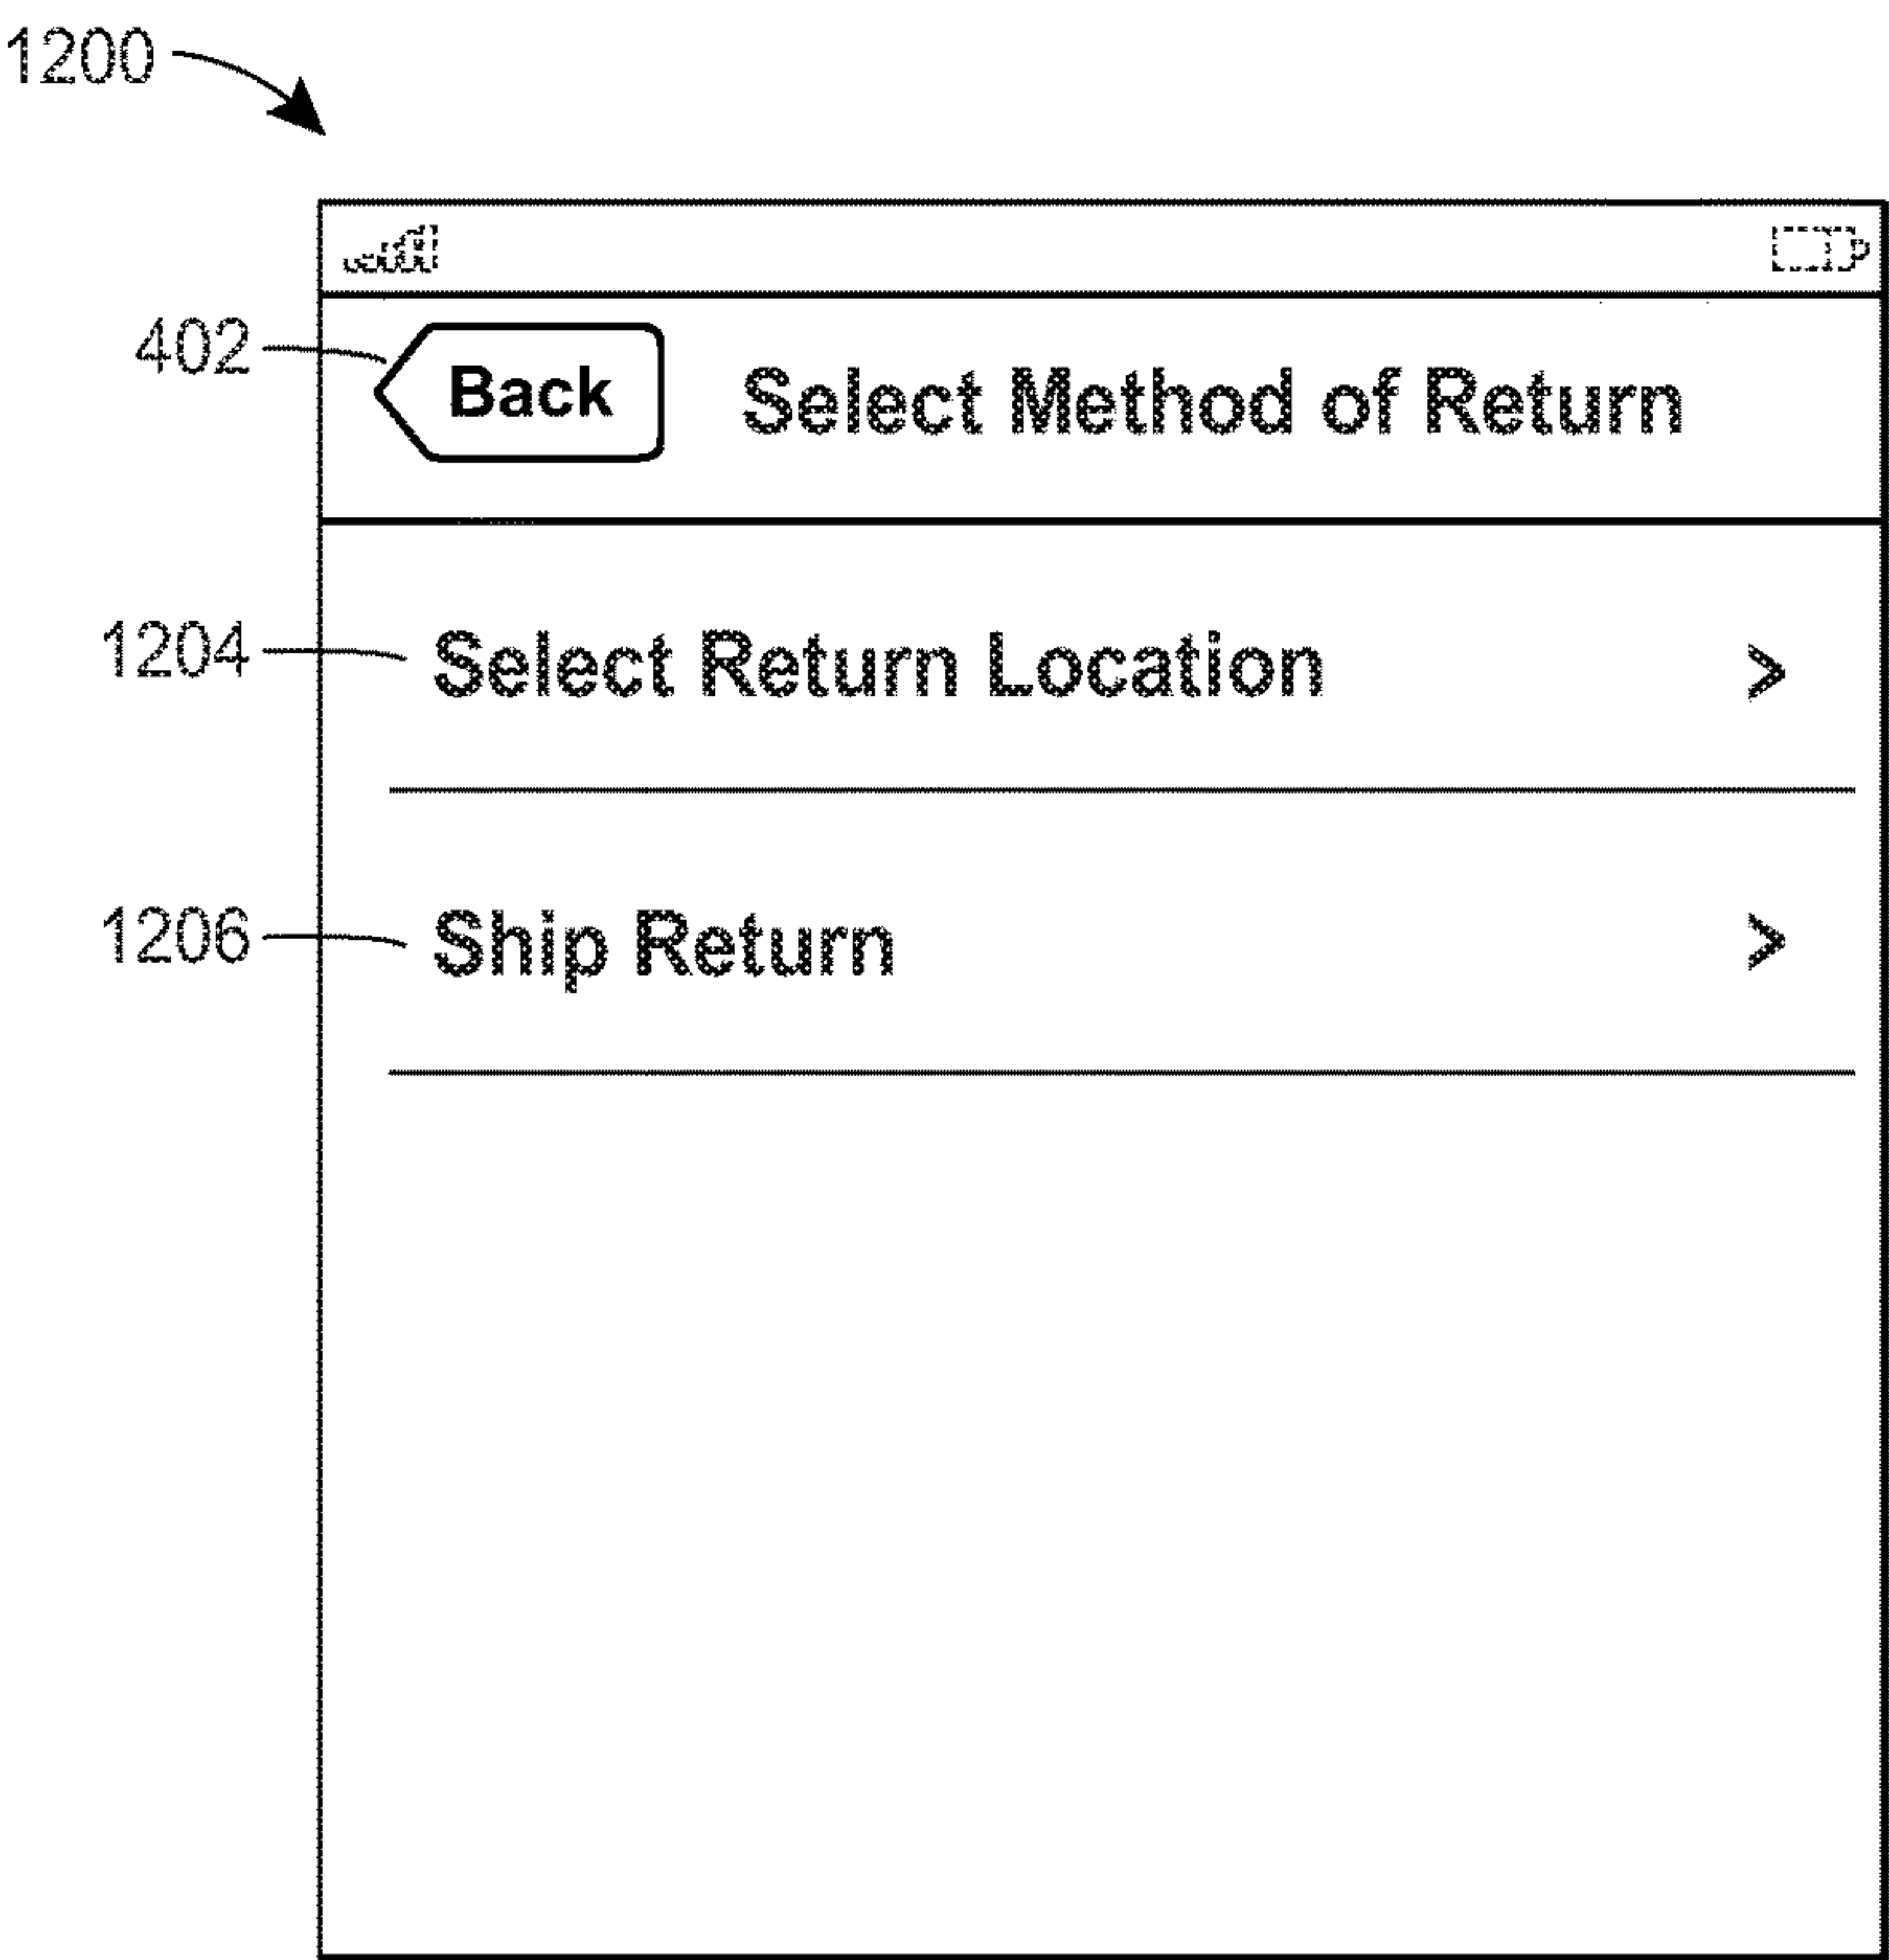 1200
402 Back Select Method of Return
1204 Select Return Location >
1206 Ship Return >